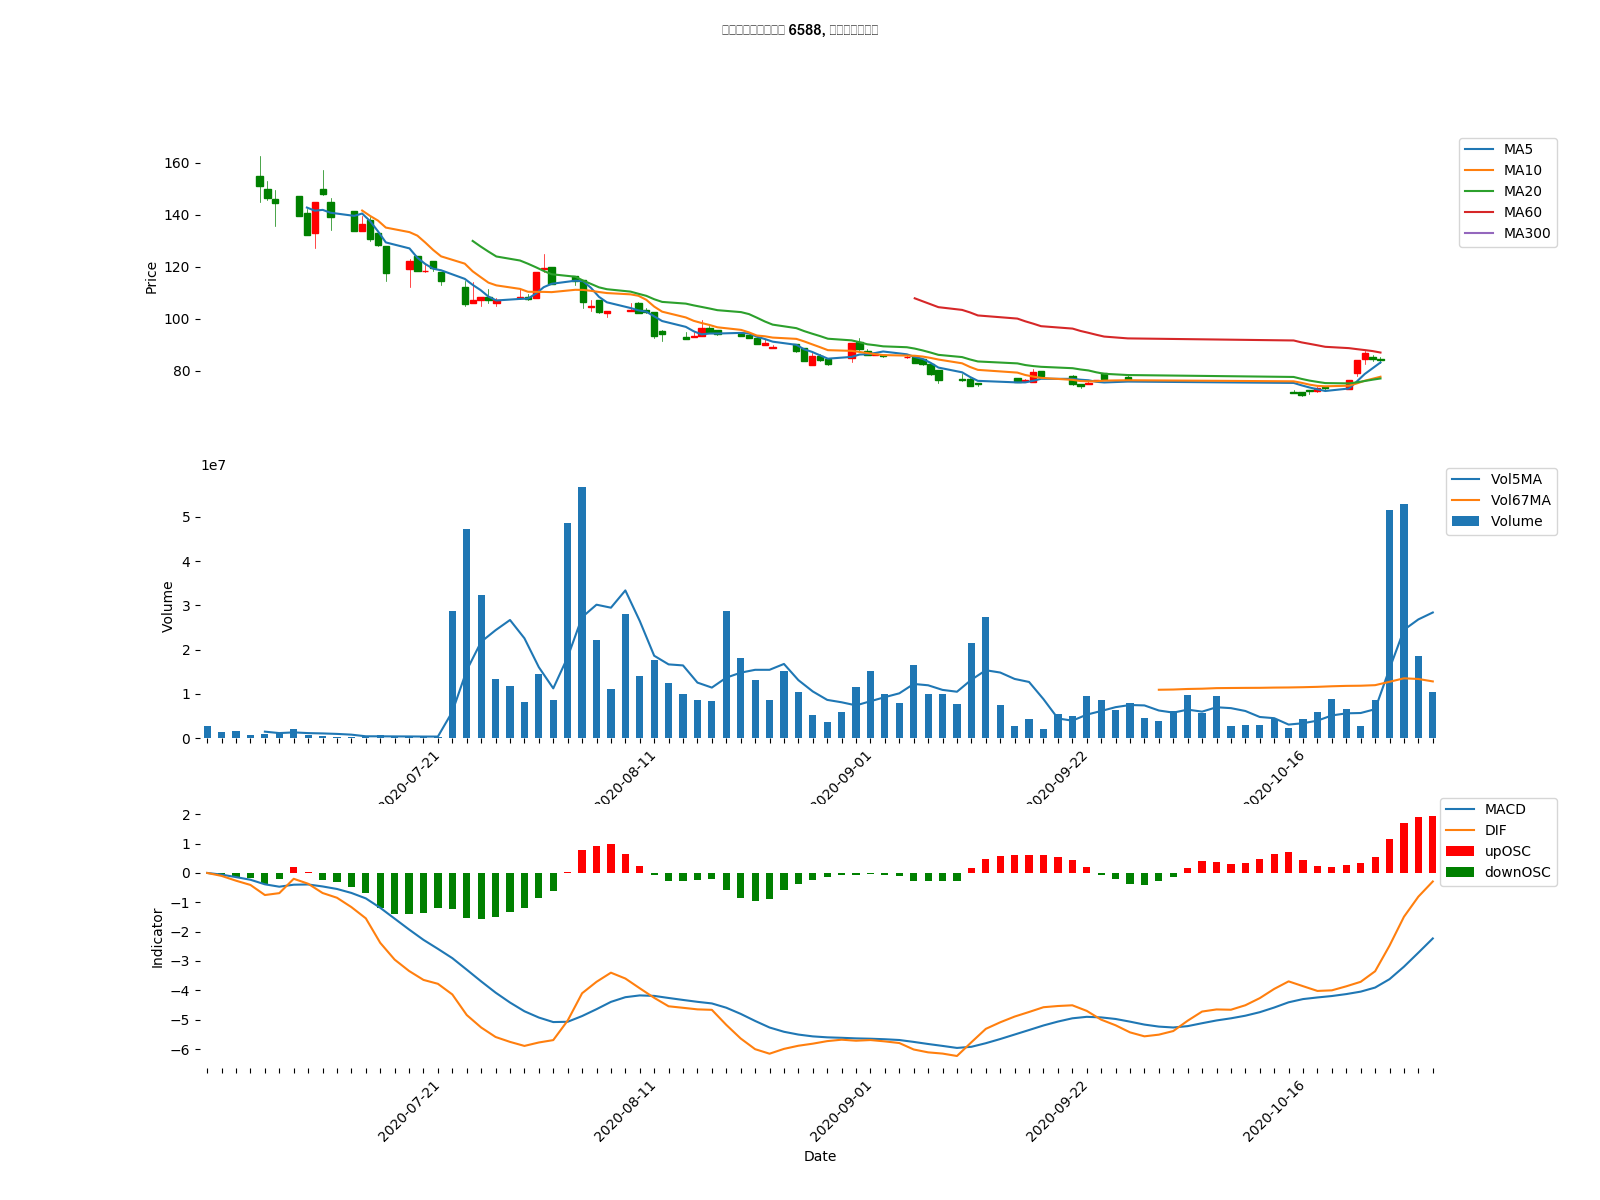 6588,
160
140
120
100
80
Price
MA5
MA10
MA20
MA60
MA300
1e7
5
4
3
2
1
0
Volume
Vol5MA
Vol67MA
Volume
2020-07-21
2020-08-11
2020-09-01
2020-09-22
2020-10-16
2
1
0
−1
−2
−3
−4
−5
−6
Indicator
MACD
DIF
upOSC
downOSC
2020-07-21
2020-08-11
2020-09-01
2020-09-22
2020-10-16
Date